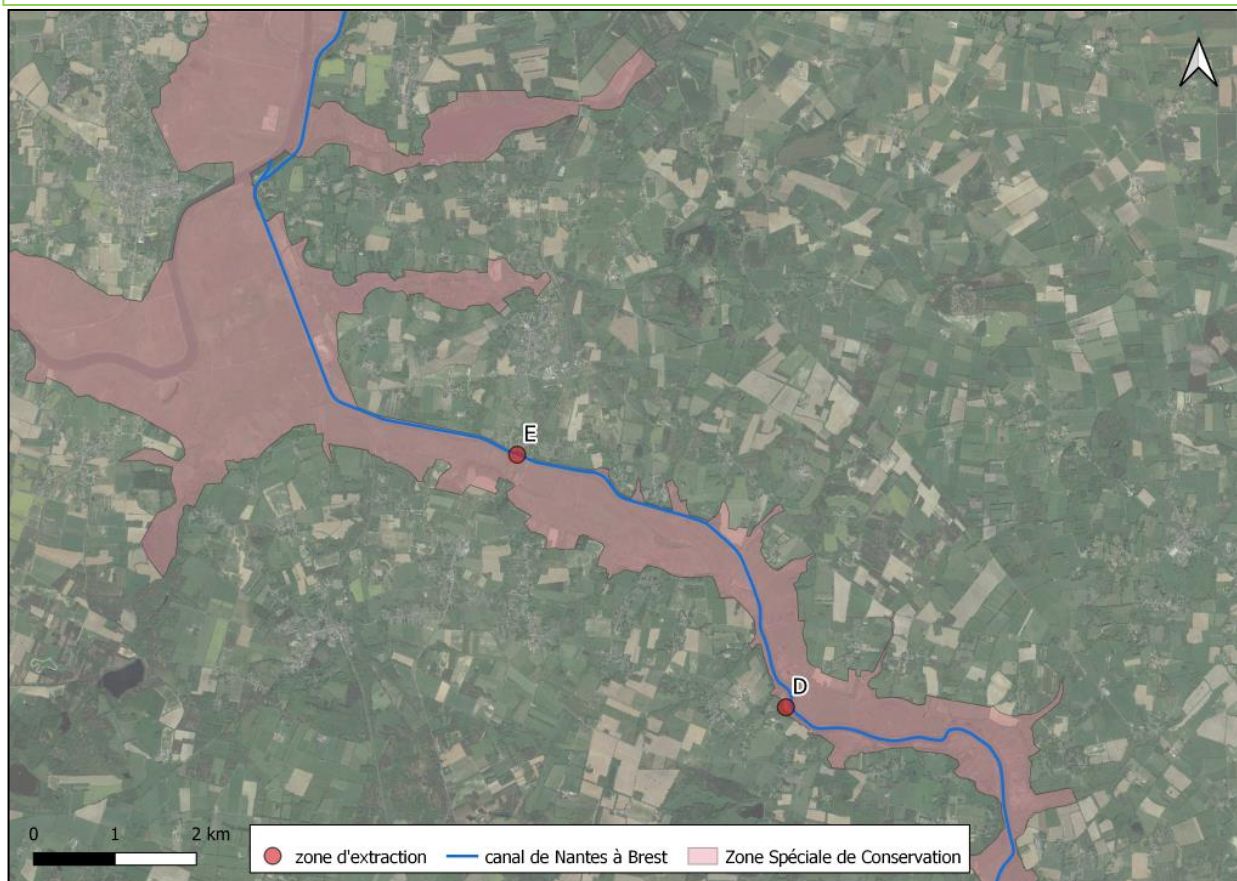 E
D
0 1 2 km
zone d'extraction canal de Nantes à Brest Zone Spéciale de Conservation